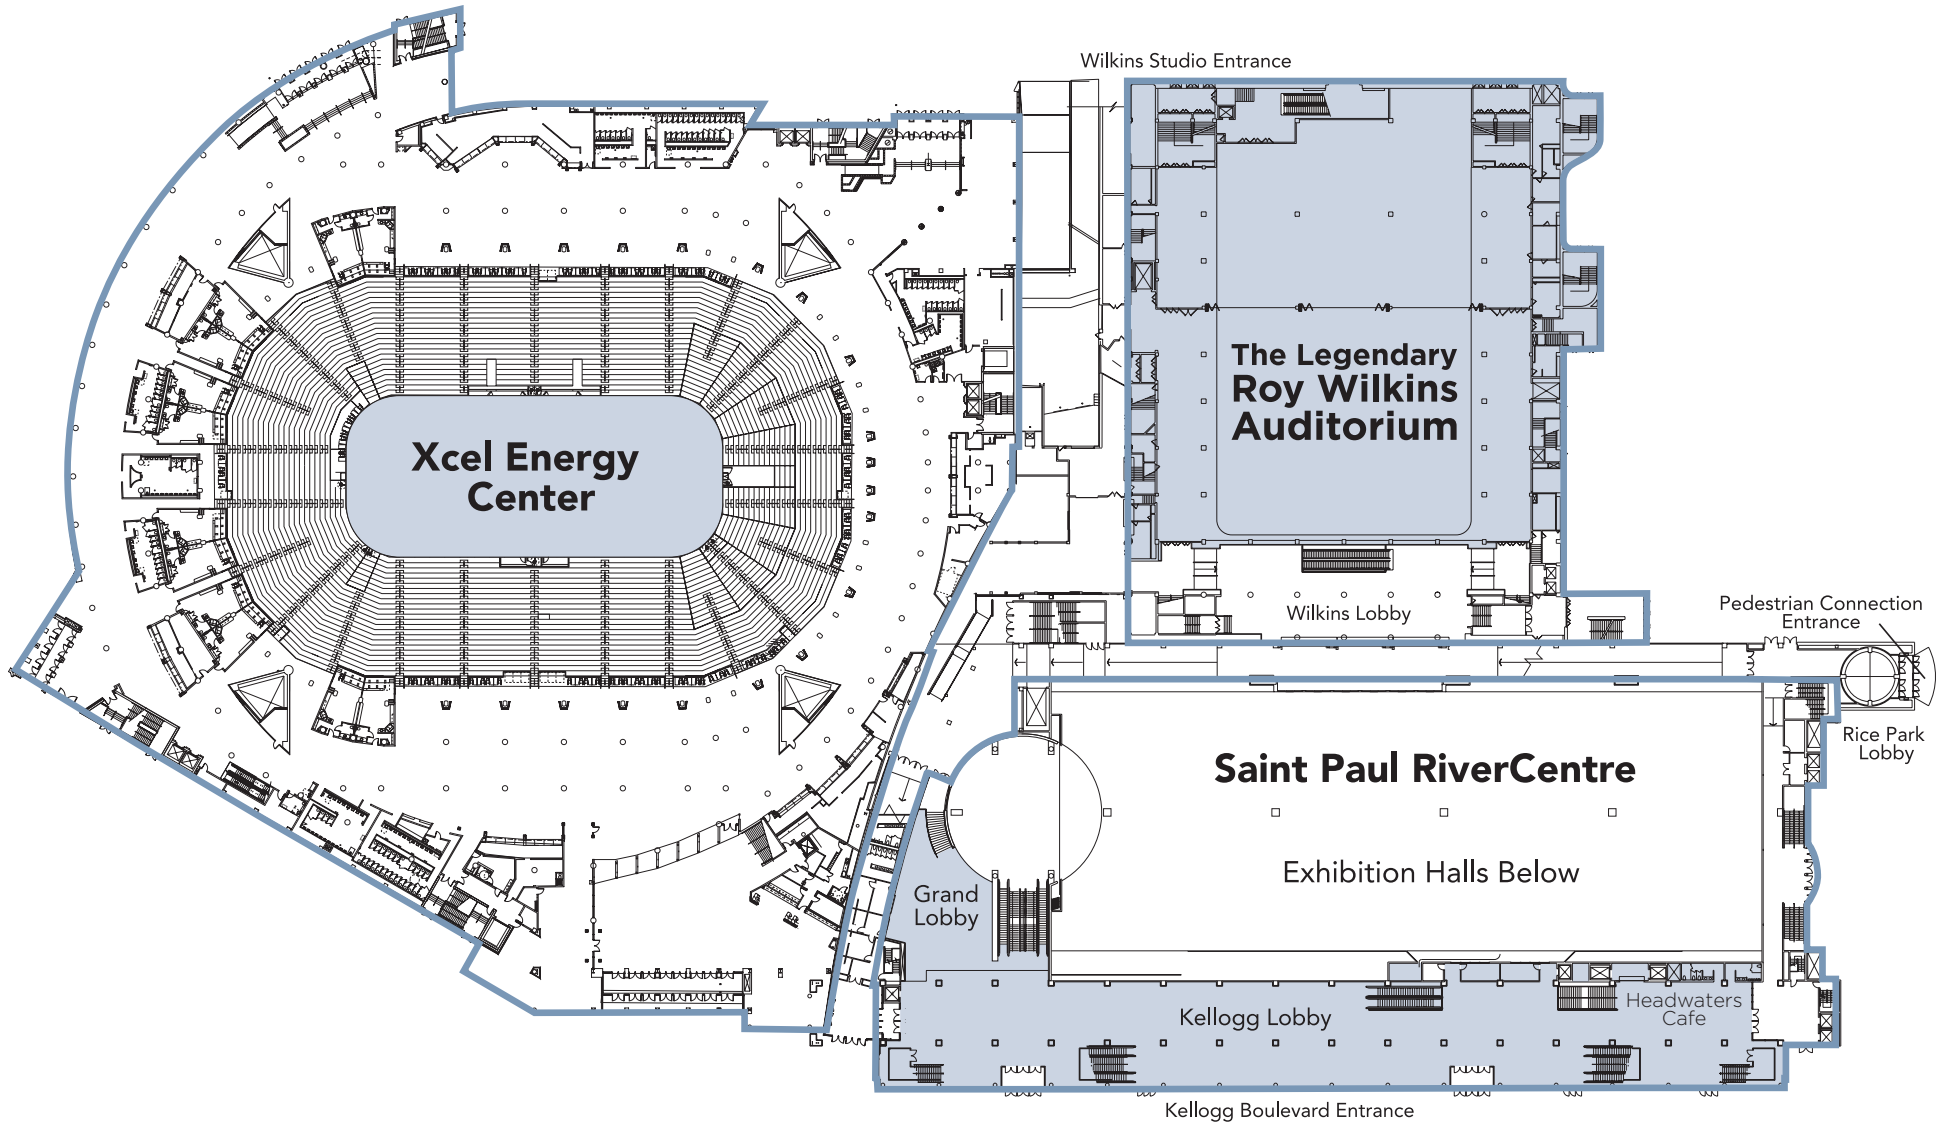 Wilkins Studio Entrance
The Legendary
Roy Wilkins
Auditorium
Xcel Energy
Center
Wilkins Lobby
Pedestrian Connection
Entrance
Rice Park
Lobby
Saint Paul RiverCentre
Exhibition Halls Below
Grand
Lobby
Kellogg Lobby
Headwaters
Cafe
Kellogg Boulevard Entrance